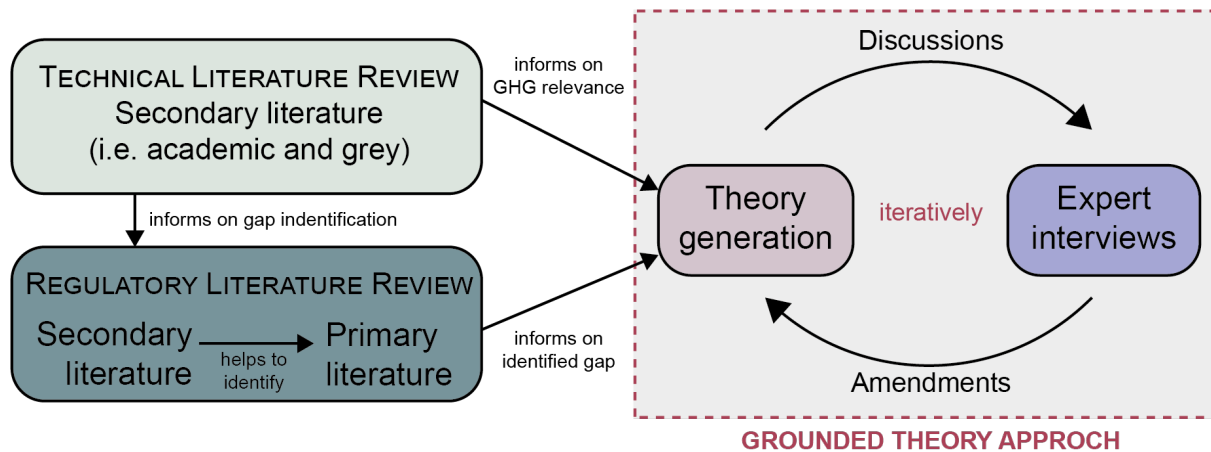 TECHNICAL LITERATURE REVIEW
Secondary literature
(i.e. academic and grey)
informs on gap indentification
REGULATORY LITERATURE REVIEW
Secondary
literature
helps to
identify
Primary
literature
informs on
GHG relevance
informs on
identified gap
Discussions
Theory
generation
iteratively
Expert
interviews
Amendments
GROUNDED THEORY APPROCH